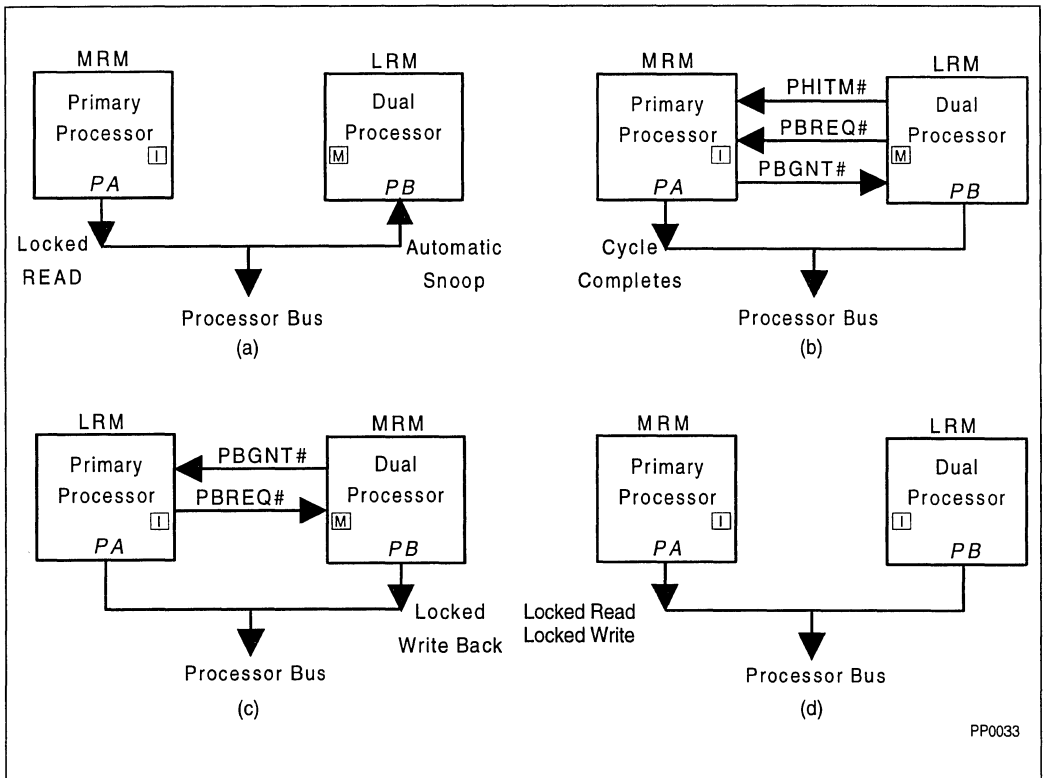 MRM
Primary
Processor
I
PA
LRM
Dual
Processor
M
PB
Locked
READ
Automatic
Snoop
Processor Bus
(a)
MRM
Primary
Processor
I
PA
PHITM#
PBREQ#
PBGNT#
LRM
Dual
Processor
M
PB
Cycle
Completes
Processor Bus
(b)
LRM
Primary
Processor
I
PA
PBGNT#
PBREQ#
MRM
Dual
Processor
M
PB
Locked
Write Back
Processor Bus
(c)
MRM
Primary
Processor
I
PA
LRM
Dual
Processor
I
PB
Locked Read
Locked Write
Processor Bus
(d)
PP0033